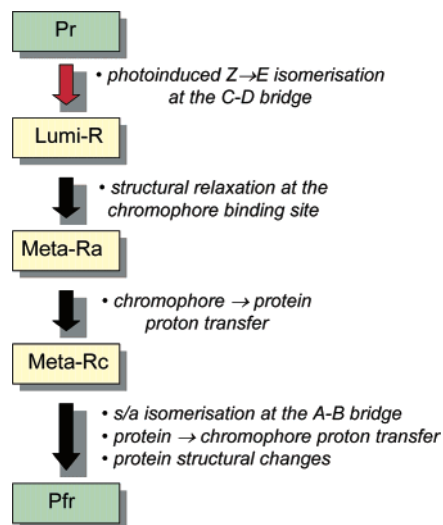 Pr
• photoinduced Z→E isomerisation
at the C-D bridge
Lumi-R
• structural relaxation at the
chromophore binding site
Meta-Ra
• chromophore → protein
proton transfer
Meta-Rc
• s/a isomerisation at the A-B bridge
• protein → chromophore proton transfer
• protein structural changes
Pfr